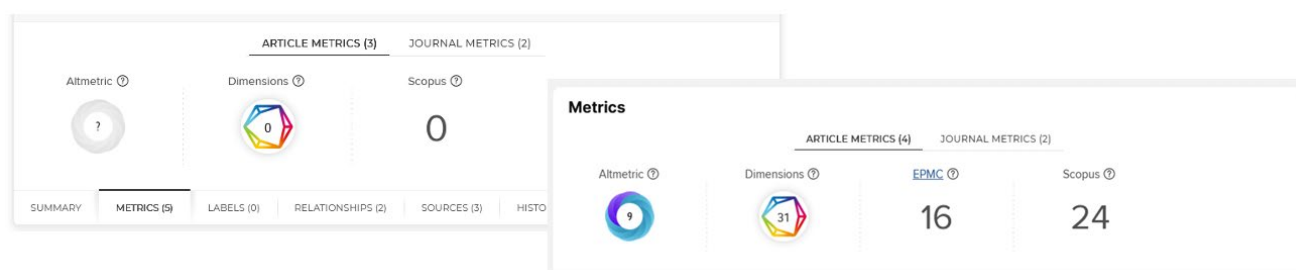 ARTICLE METRICS (3) JOURNAL METRICS (2)
Altmetric ? Dimensions ? Scopus ?
? 0 0
SUMMARY METRICS (5) LABELS (0) RELATIONSHIPS (2) SOURCES (3) HISTO
Metrics
ARTICLE METRICS (4) JOURNAL METRICS (2)
Altmetric ? Dimensions ? EPMC ? Scopus ?
9 31 16 24